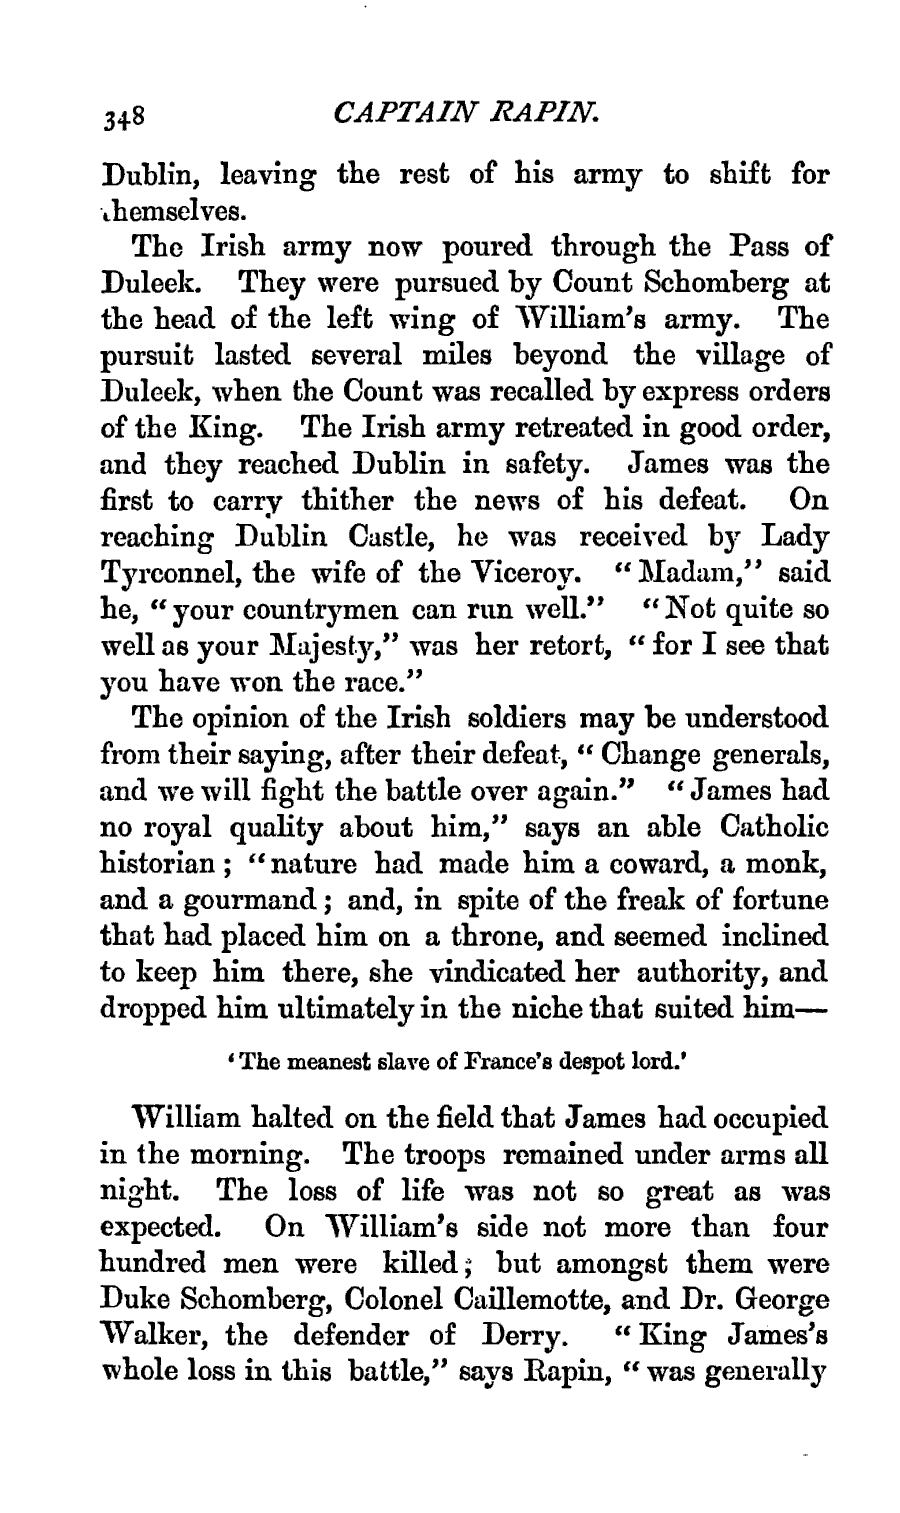 348 CAPTAIN RAPIN.
Dublin, leaving the rest of his army to shift for
themselves.
The Irish army now poured through the Pass of
Duleek. They were pursued by Count Schomberg at
the head of the left wing of William's army. The
pursuit lasted several miles beyond the village of
Duleek, when the Count was recalled by express orders
of the King. The Irish army retreated in good order,
and they reached Dublin in safety. James was the
first to carry thither the news of his defeat. On
reaching Dublin Castle, he was received by Lady
Tyrconnel, the wife of the Viceroy. "Madam," said
he, "your countrymen can run well." "Not quite so
well as your Majesty," was her retort, "for I see that
you have won the race."
The opinion of the Irish soldiers may be understood
from their saying, after their defeat, "Change generals,
and we will fight the battle over again." "James had
no royal quality about him," says an able Catholic
historian; "nature had made him a coward, a monk,
and a gourmand; and, in spite of the freak of fortune
that had placed him on a throne, and seemed inclined
to keep him there, she vindicated her authority, and
dropped him ultimately in the niche that suited him—
'The meanest slave of France's despot lord.'
William halted on the field that James had occupied
in the morning. The troops remained under arms all
night. The loss of life was not so great as was
expected. On William's side not more than four
hundred men were killed; but amongst them were
Duke Schomberg, Colonel Caillemotte, and Dr. George
Walker, the defender of Derry. "King James's
whole loss in this battle," says Rapin, "was generally